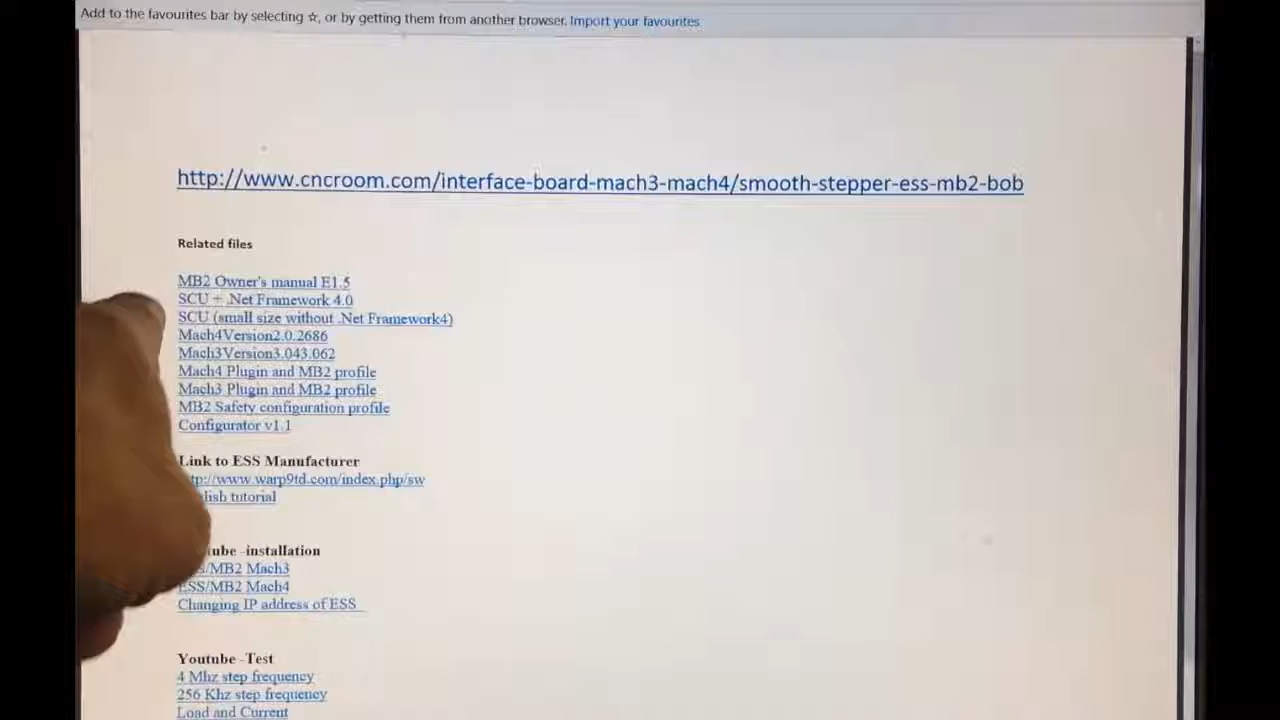 Add to the favourites bar by selecting ☆, or by getting them from another browser. Import your favourites
http://www.cncroom.com/interface-board-mach3-mach4/smooth-stepper-ess-mb2-bob
Related files
MB2 Owner's manual E1.5
SCU + .Net Framework 4.0
SCU (small size without .Net Framework4)
Mach4Version2.0.2686
Mach3Version3.043.062
Mach4 Plugin and MB2 profile
Mach3 Plugin and MB2 profile
MB2 Safety configuration profile
Configurator v1.1
Link to ESS Manufacturer
tp://www.warp9td.com/index.php/sw
lish tutorial
tube -installation
/MB2 Mach3
ESS/MB2 Mach4
Changing IP address of ESS
Youtube -Test
4 Mhz step frequency
256 Khz step frequency
Load and Current